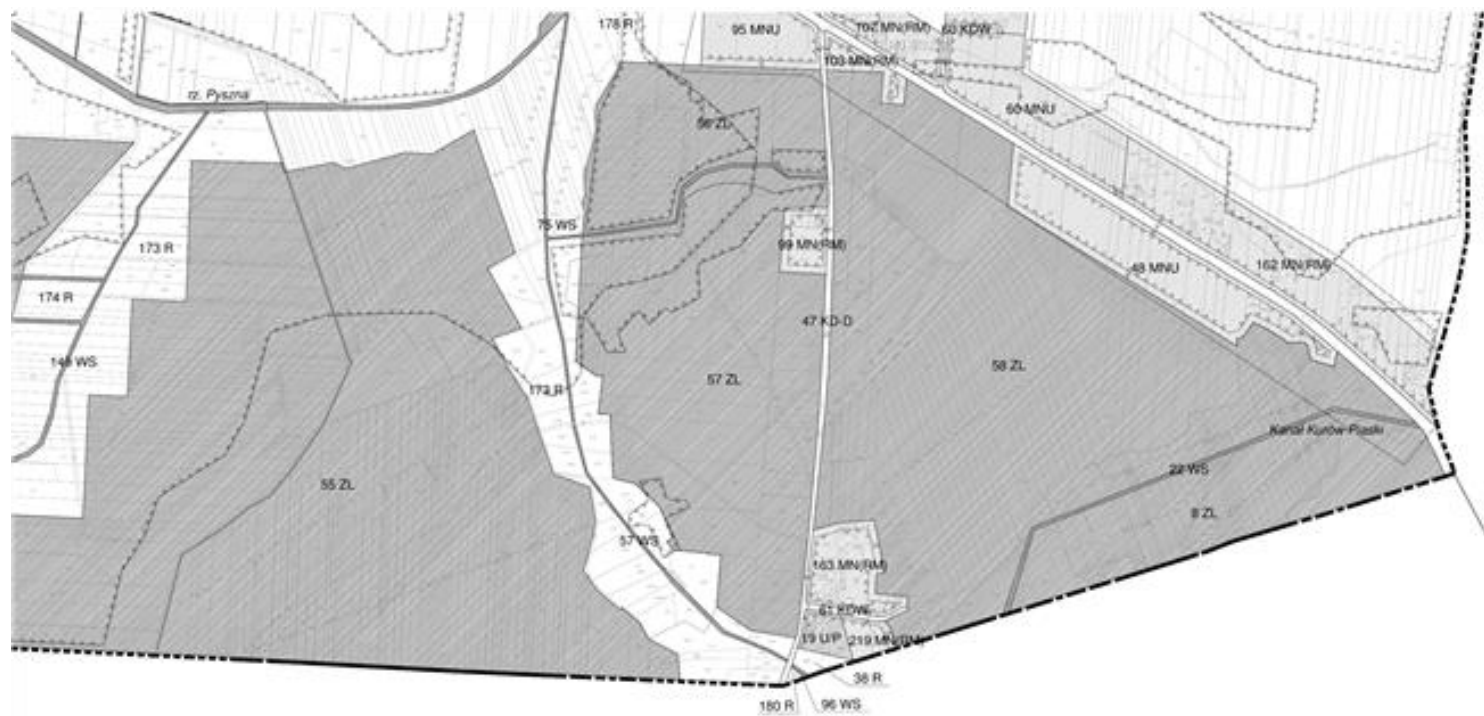 178 R
95 MNU
102 MN(RM)
60 KDW
103 MN(RM)
rz. Pyszna
60 MNU
56 ZL
75 WS
173 R
99 MN(RM)
48 MNU
162 MN(RM)
174 R
47 KD-D
149 WS
57 ZL
58 ZL
173 R
Kanał Kurów-Piaski
22 WS
55 ZL
8 ZL
57 WS
163 MN(RM)
61 KDW
19 U/P
219 MN(RM)
38 R
180 R
96 WS